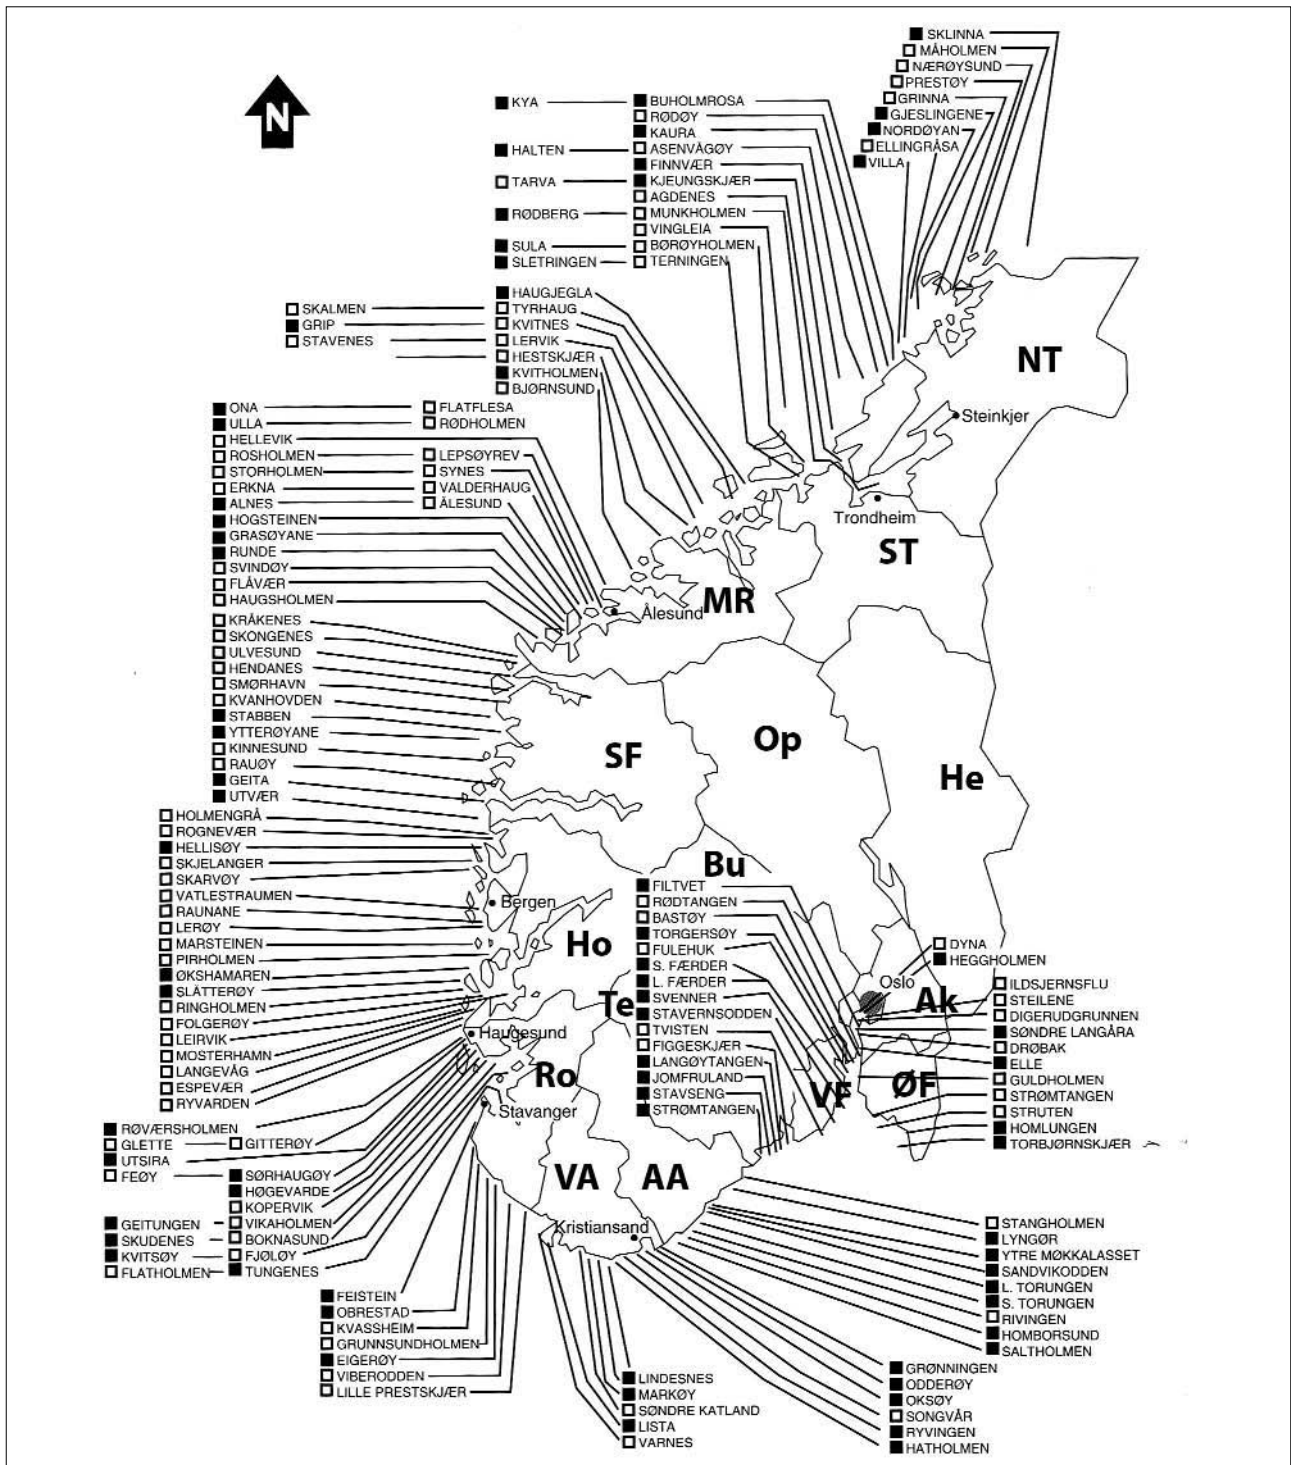 SKLINNA
MÅHOLMEN
NÆRØYSUND
PRESTØY
GRINNA
GJESLINGENE
NORDØYAN
ELLINGRÅSA
VILLA
N
KYA
BUHOLMROSA
RØDØY
KAURA
HALTEN
ASENVÅGØY
FINNVÆR
TARVA
KJEUNGSKJÆR
AGDENES
RØDBERG
MUNKHOLMEN
VINGLEIA
SULA
BØRØYHOLMEN
SLETRINGEN
TERNINGEN
HAUGJEGLA
SKALMEN
TYRHAUG
GRIP
KVITNES
STAVENES
LERVIK
HESTSKJÆR
KVITHOLMEN
BJØRNSUND
NT
Steinkjer
Trondheim
ST
MR
Ålesund
ONA
FLATFLESA
ULLA
RØDHOLMEN
HELLEVIK
ROSHOLMEN
LEPSØYREV
STORHOLMEN
SYNES
ERKNA
VALDERHAUG
ALNES
ÅLESUND
HOGSTEINEN
GRASØYANE
RUNDE
SVINDØY
FLÅVÆR
HAUGSHOLMEN
KRÅKENES
SKONGENES
ULVESUND
HENDANES
SMØRHAVN
KVANHOVDEN
STABBEN
YTTERØYANE
KINNESUND
RAUØY
GEITA
UTVÆR
SF
Op
He
HOLMENGRÅ
ROGNEVÆR
HELLISØY
SKJELANGER
SKARVØY
VATLESTRAUMEN
RAUNANE
LERØY
MARSTEINEN
PIRHOLMEN
ØKSHAMAREN
SLÅTTERØY
RINGHOLMEN
FOLGERØY
LEIRVIK
MOSTERHAMN
LANGEVÅG
ESPEVÆR
RYVARDEN
Bergen
Ho
Bu
Te
Haugesund
Ro
Stavanger
FILTVET
RØDTANGEN
BASTØY
TORGERSØY
FULEHUK
S. FÆRDER
L. FÆRDER
SVENNER
STAVERNSODDEN
TVISTEN
FIGGESKJÆR
LANGØYTANGEN
JOMFRULAND
STAVSENG
STRØMTANGEN
DYNA
HEGGHOLMEN
Oslo
Ak
ILDSJERNSFLU
STEILENE
DIGERUDGRUNNEN
SØNDRE LANGÅRA
DRØBAK
ELLE
GULDHOLMEN
STRØMTANGEN
STRUTEN
HOMLUNGEN
TORBJØRNSKJÆR
VF
ØF
RØVÆRSHOLMEN
GLETTE
GITTERØY
UTSIRA
FEØY
SØRHAUGØY
HØGEVARDE
KOPERVIK
GEITUNGEN
VIKAHOLMEN
SKUDENES
BOKNASUND
KVITSØY
FJØLØY
FLATHOLMEN
TUNGENES
VA
AA
Kristiansand
FEISTEIN
OBRESTAD
KVASSHEIM
GRUNNSUNDHOLMEN
EIGERØY
VIBERODDEN
LILLE PRESTSKJÆR
LINDESNES
MARKØY
SØNDRE KATLAND
LISTA
VARNES
STANGHOLMEN
LYNGØR
YTRE MØKKALASSET
SANDVIKODDEN
L. TORUNGEN
S. TORUNGEN
RIVINGEN
HOMBORSUND
SALTHOLMEN
GRØNNINGEN
ODDERØY
OKSØY
SONGVÅR
RYVINGEN
HATHOLMEN